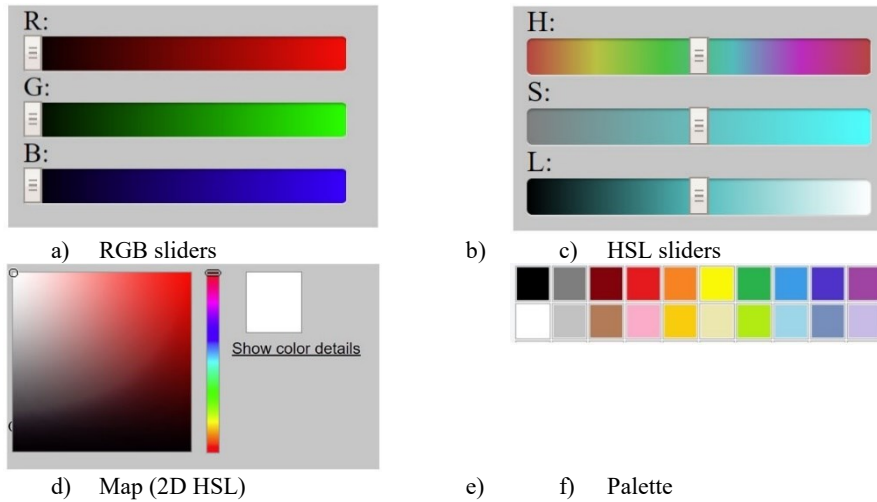 R:
G:
B:
H:
S:
L:
a) RGB sliders
b) c) HSL sliders
Show color details
d) Map (2D HSL)
e) f) Palette